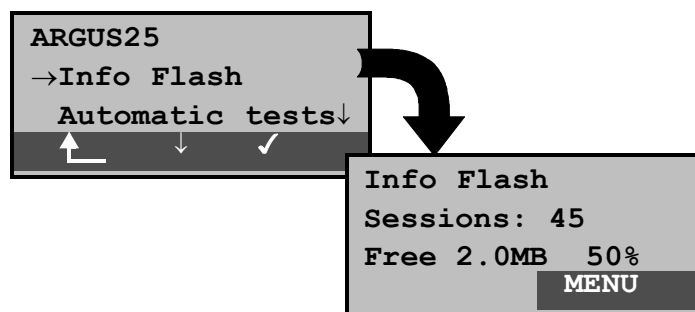 ARGUS25
→Info Flash
Automatic tests↓
↓ ✓
Info Flash
Sessions: 45
Free 2.0MB 50%
MENU